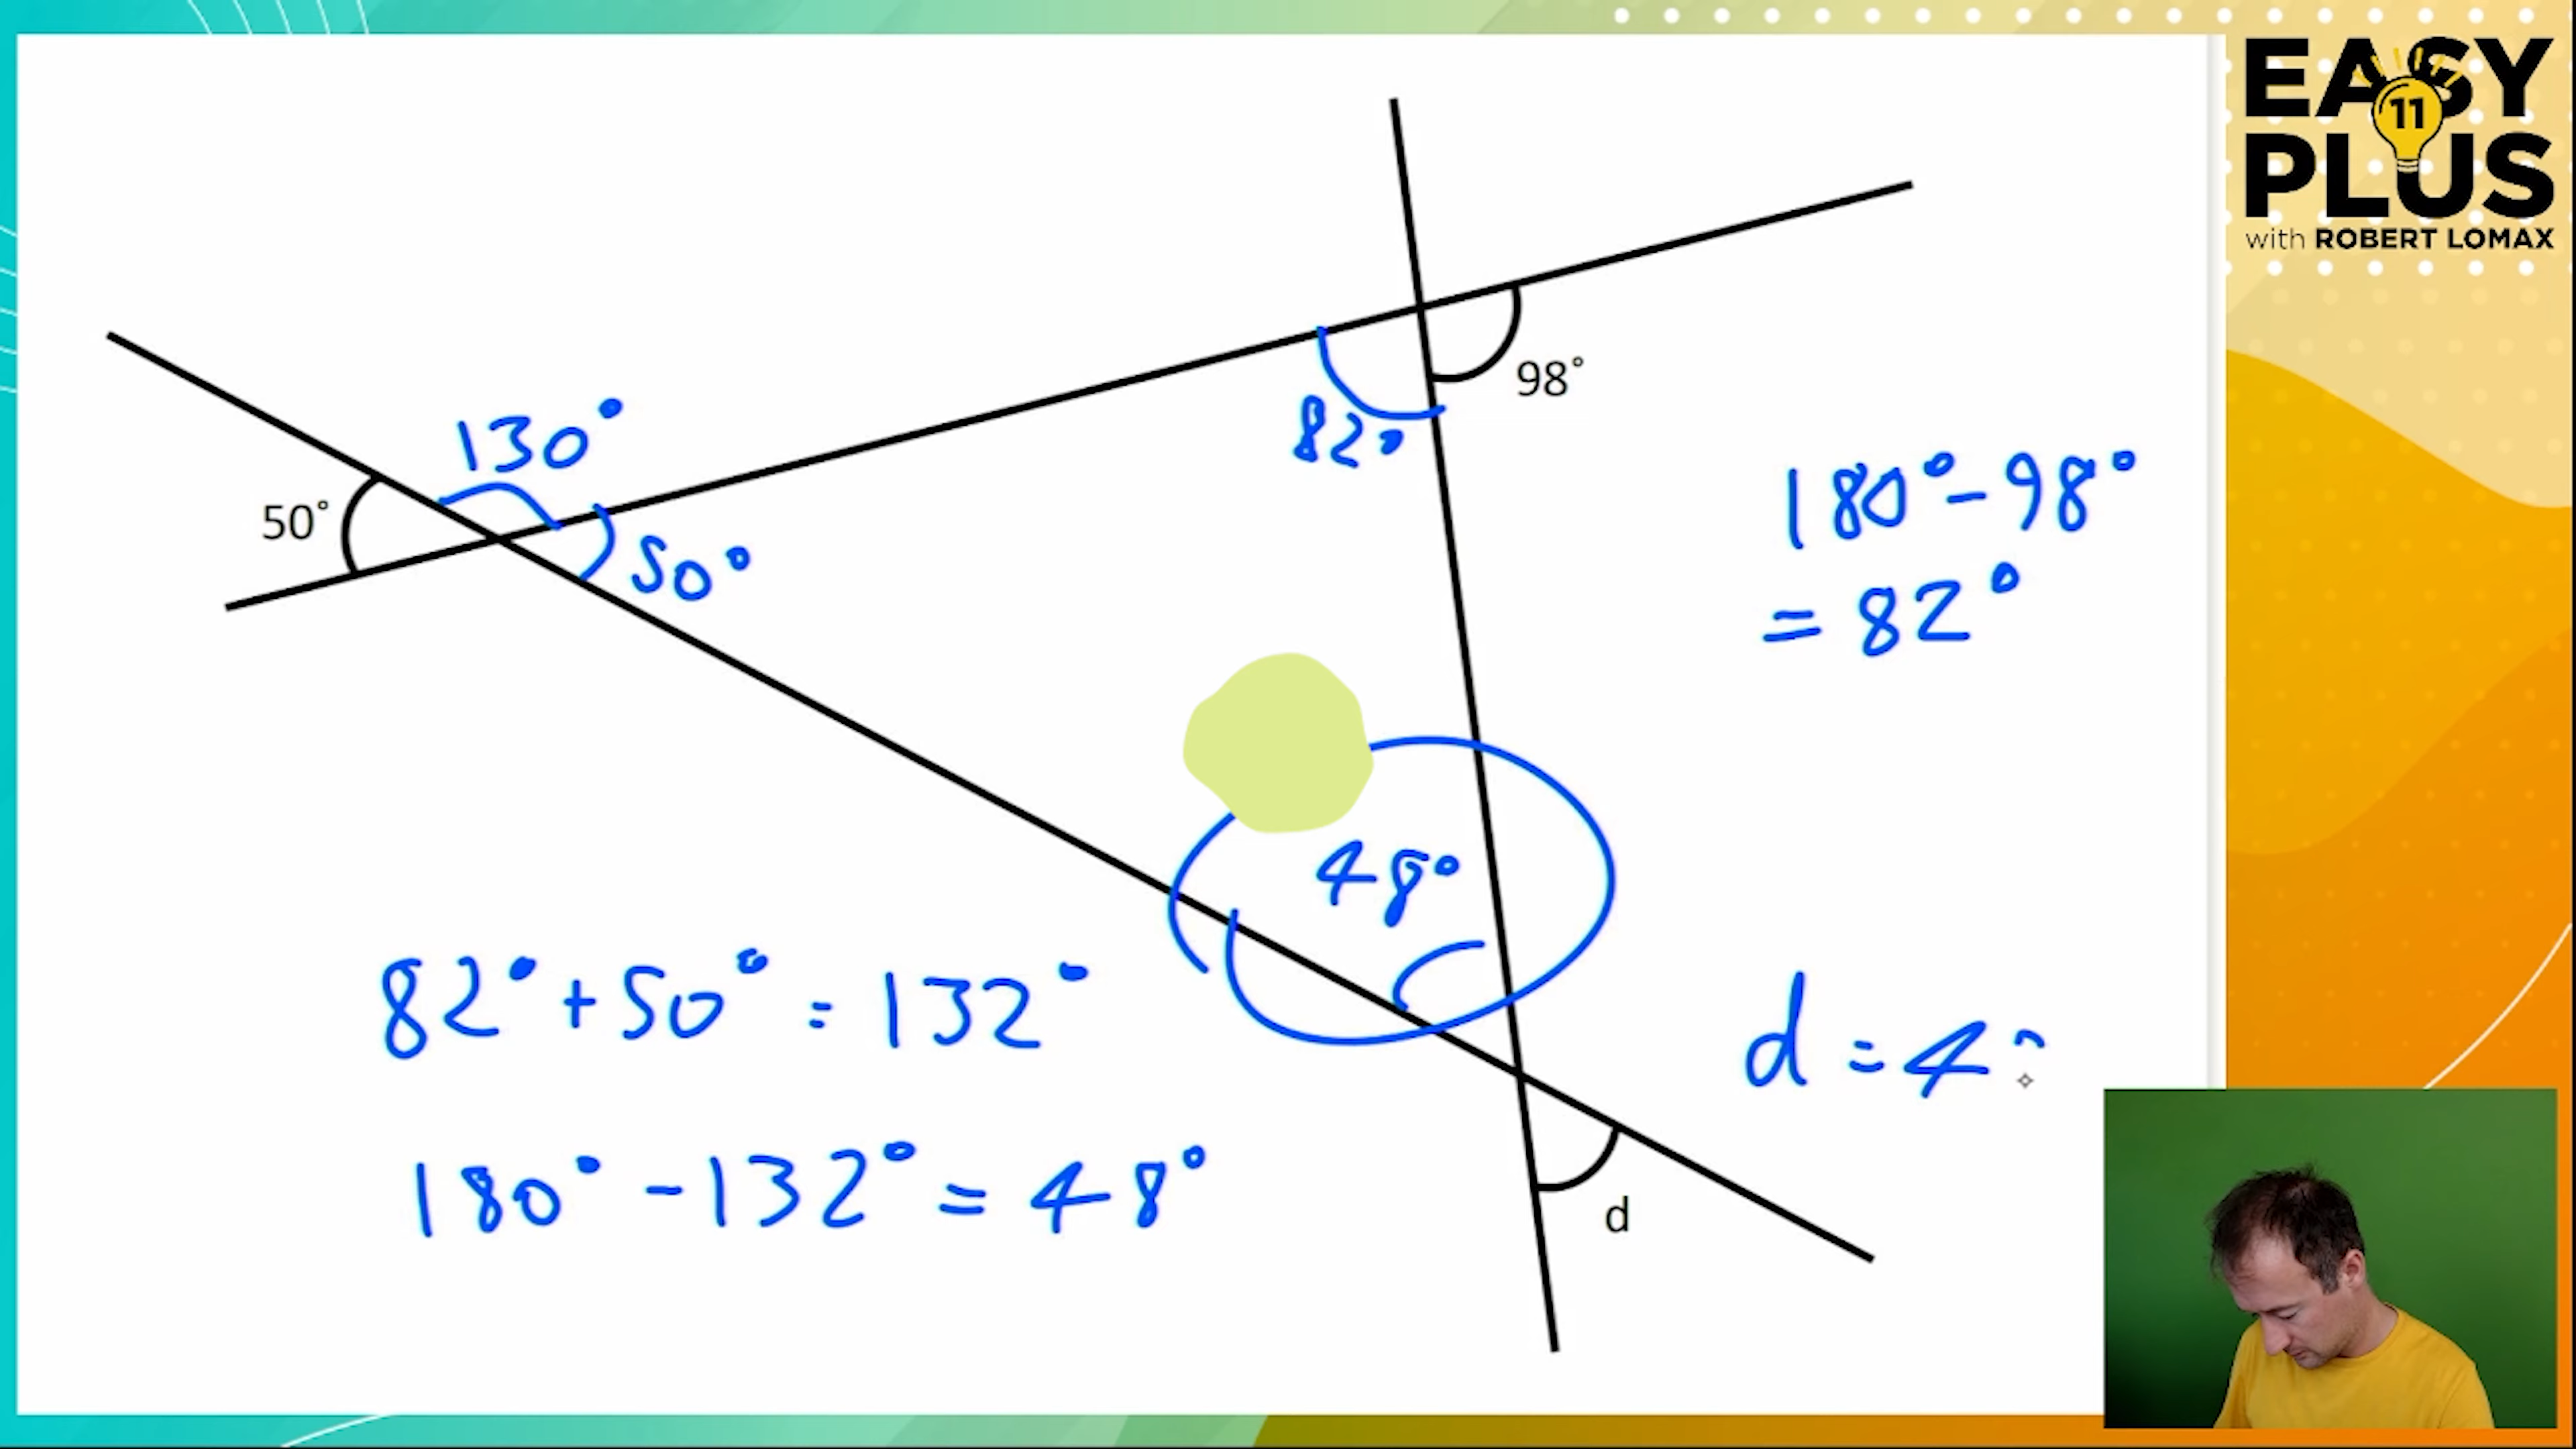 EASY
11
PLUS
with ROBERT LOMAX
130°
50°
50°
98°
82°
180° - 98°
= 82°
48°
82° + 50° = 132°
d = 4
180° - 132° = 48°
d